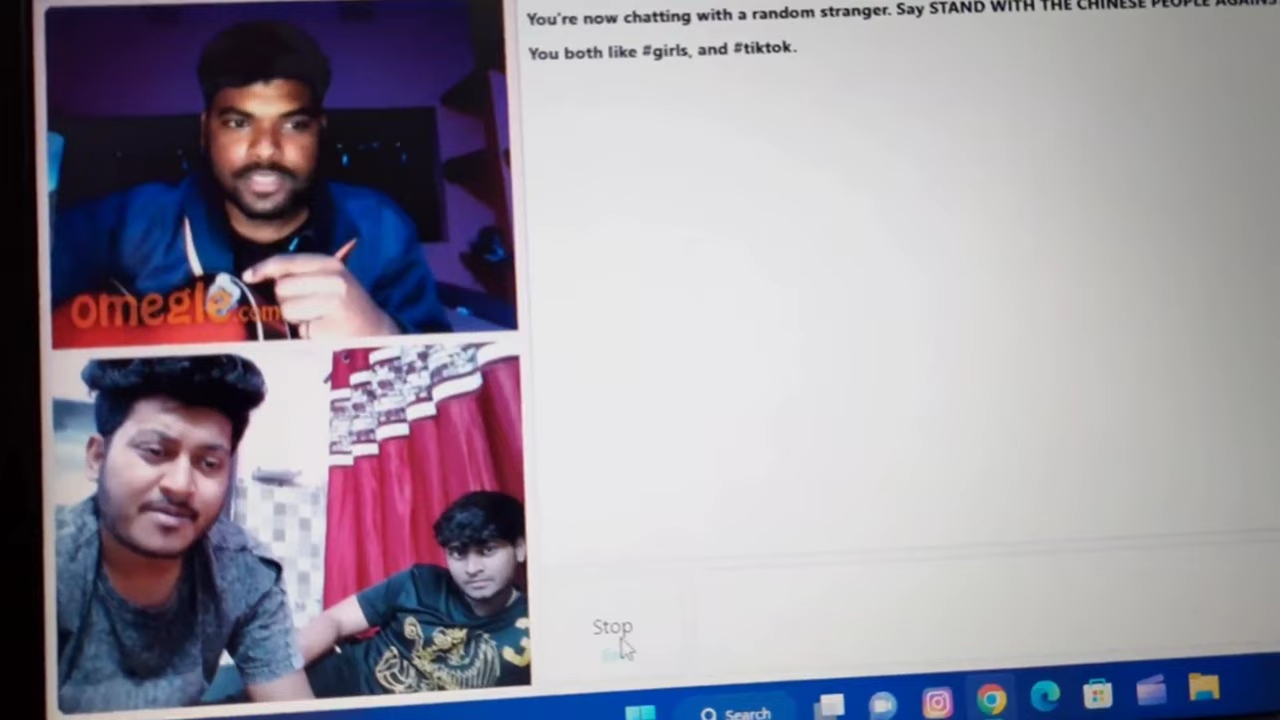 You're now chatting with a random stranger. Say STAND WITH THE CHINESE PEOPLE
You both like #girls, and #tiktok.
omegle.com
Stop
Search